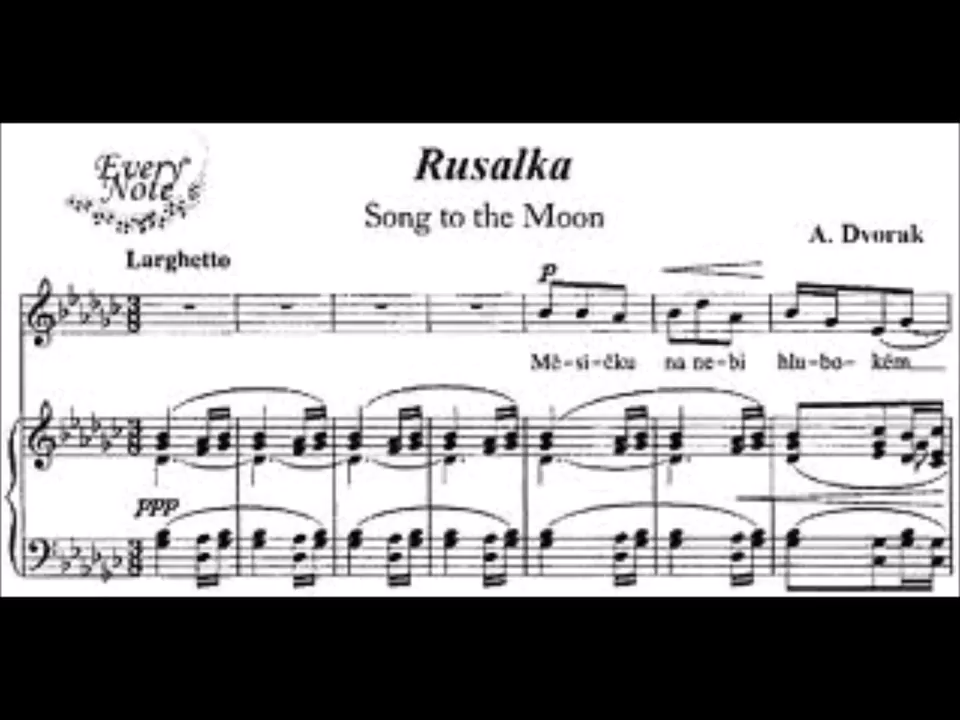 Every
Note
Rusalka
Song to the Moon
A. Dvorak
Larghetto
p
Mě-si-čku na ne-bi hlu-bo- kém
ppp